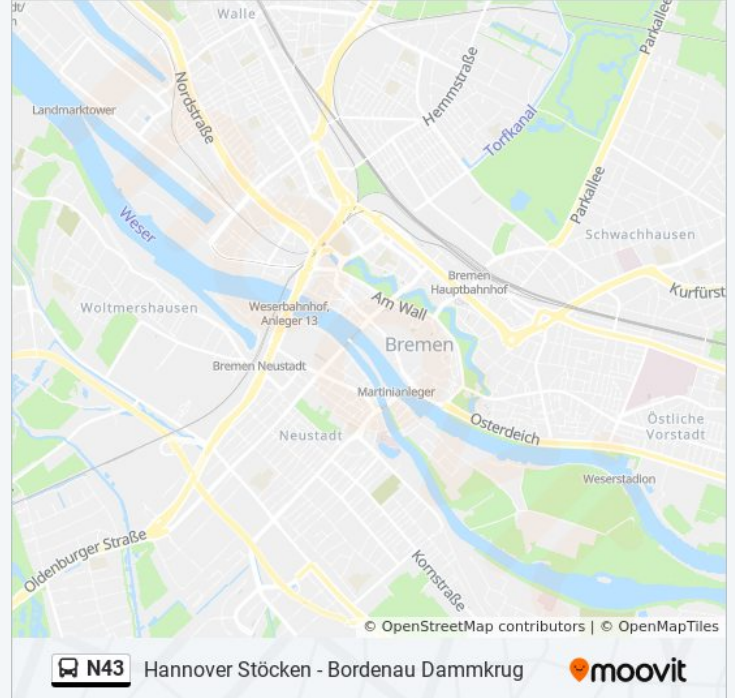 dt/
n
Walle
Parkallee
Hemmstraße
Nordstraße
Landmarktower
Torfkanal
Parkallee
Weser
Schwachhausen
Bremen
Hauptbahnhof
Kurfürst
Woltmershausen
Weserbahnhof,
Anleger 13
Am Wall
Bremen
Bremen Neustadt
Martinianleger
Osterdeich
Östliche
Vorstadt
Neustadt
Weserstadion
Oldenburger Straße
Kornstraße
© OpenStreetMap contributors | © OpenMapTiles
N43 Hannover Stöcken - Bordenau Dammkrug
moovit